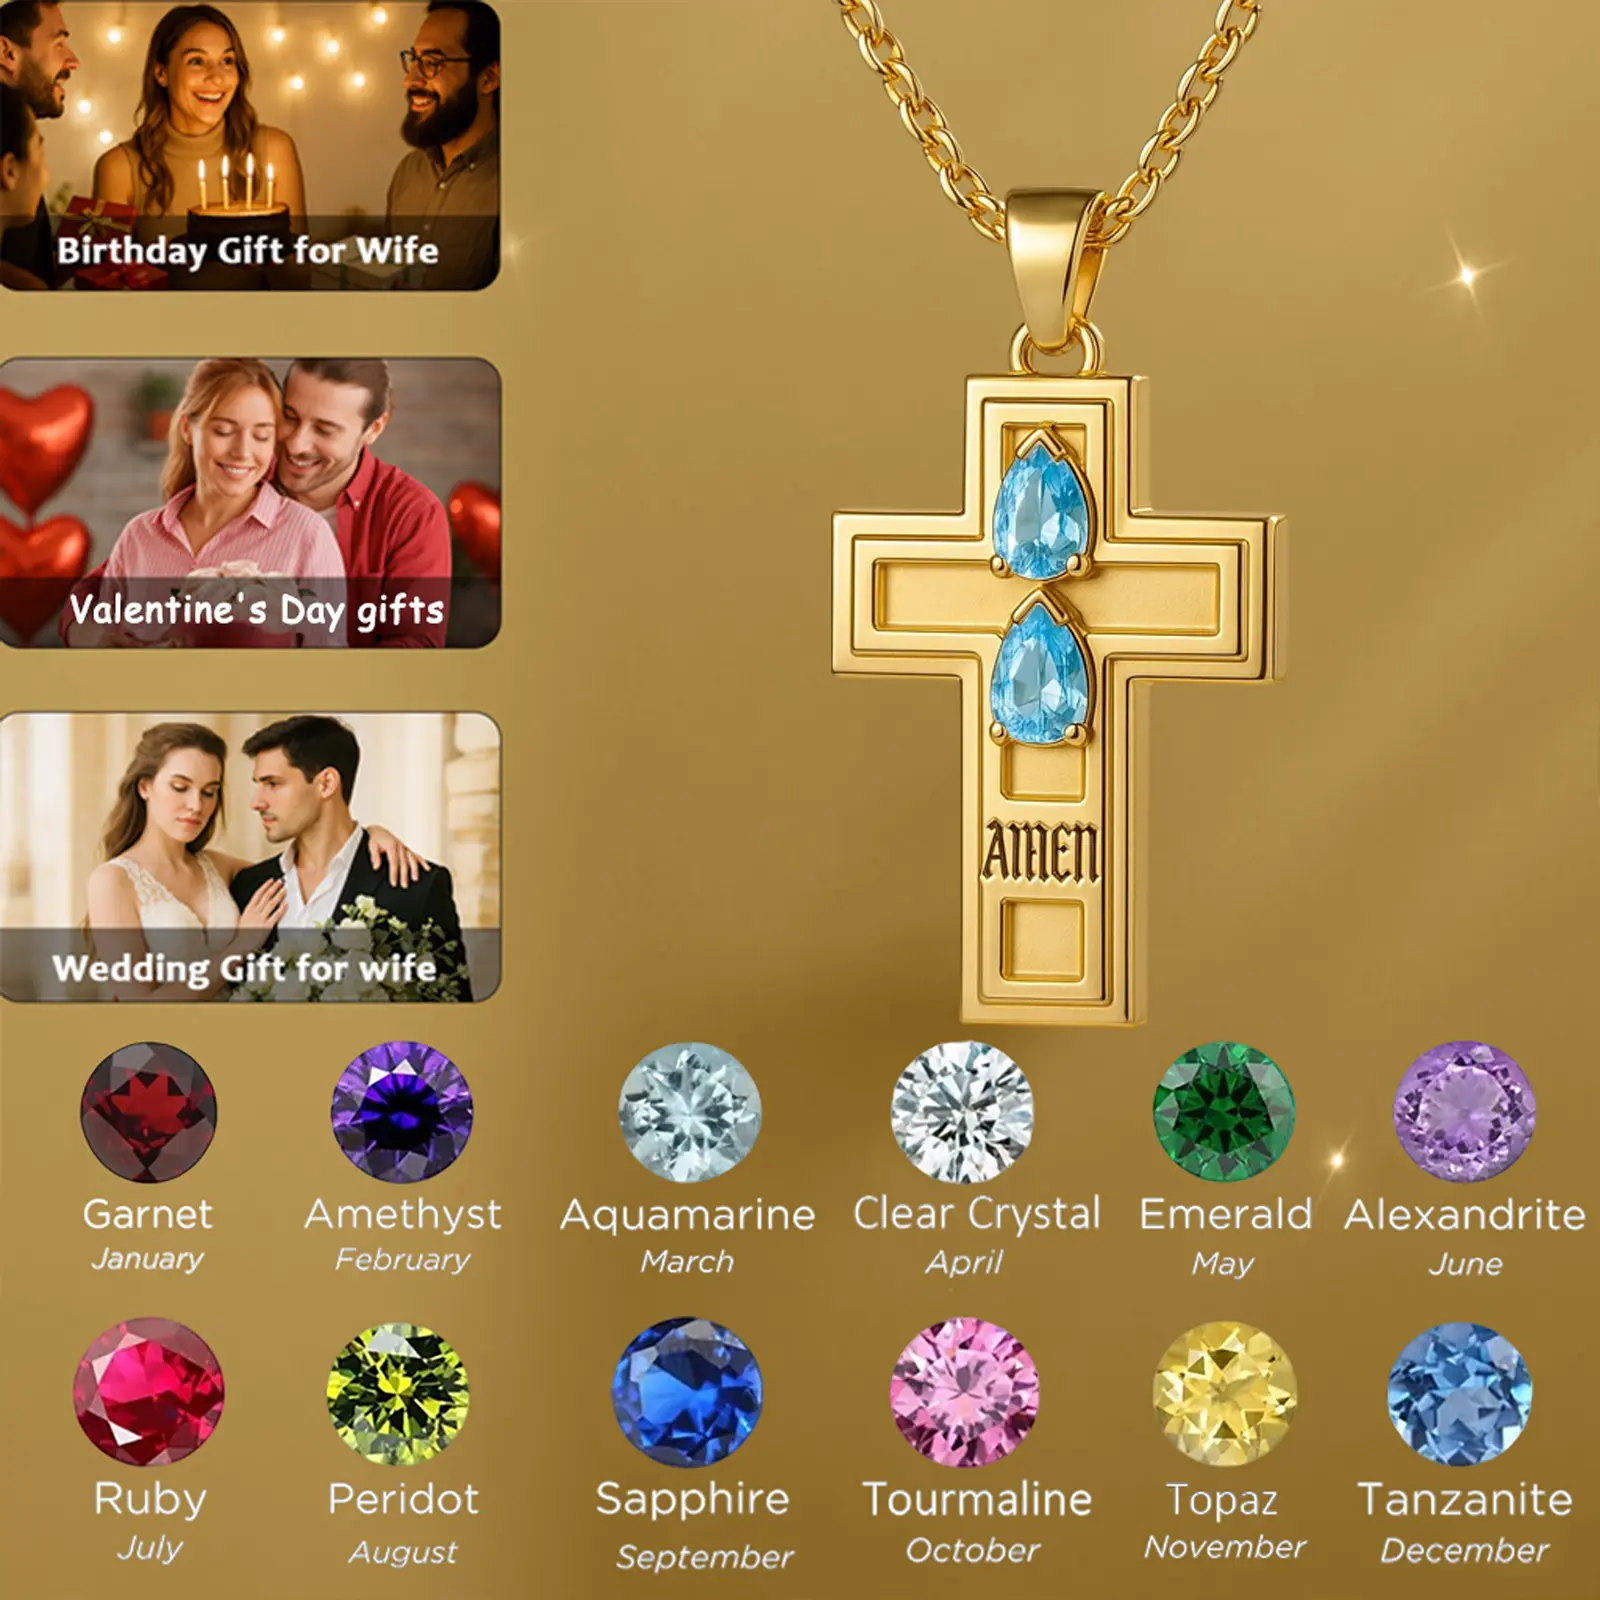 Birthday Gift for Wife
Valentine's Day gifts
Wedding Gift for wife
AMEN
Garnet
January
Amethyst
February
Aquamarine
March
Clear Crystal
April
Emerald
May
Alexandrite
June
Ruby
July
Peridot
August
Sapphire
September
Tourmaline
October
Topaz
November
Tanzanite
December